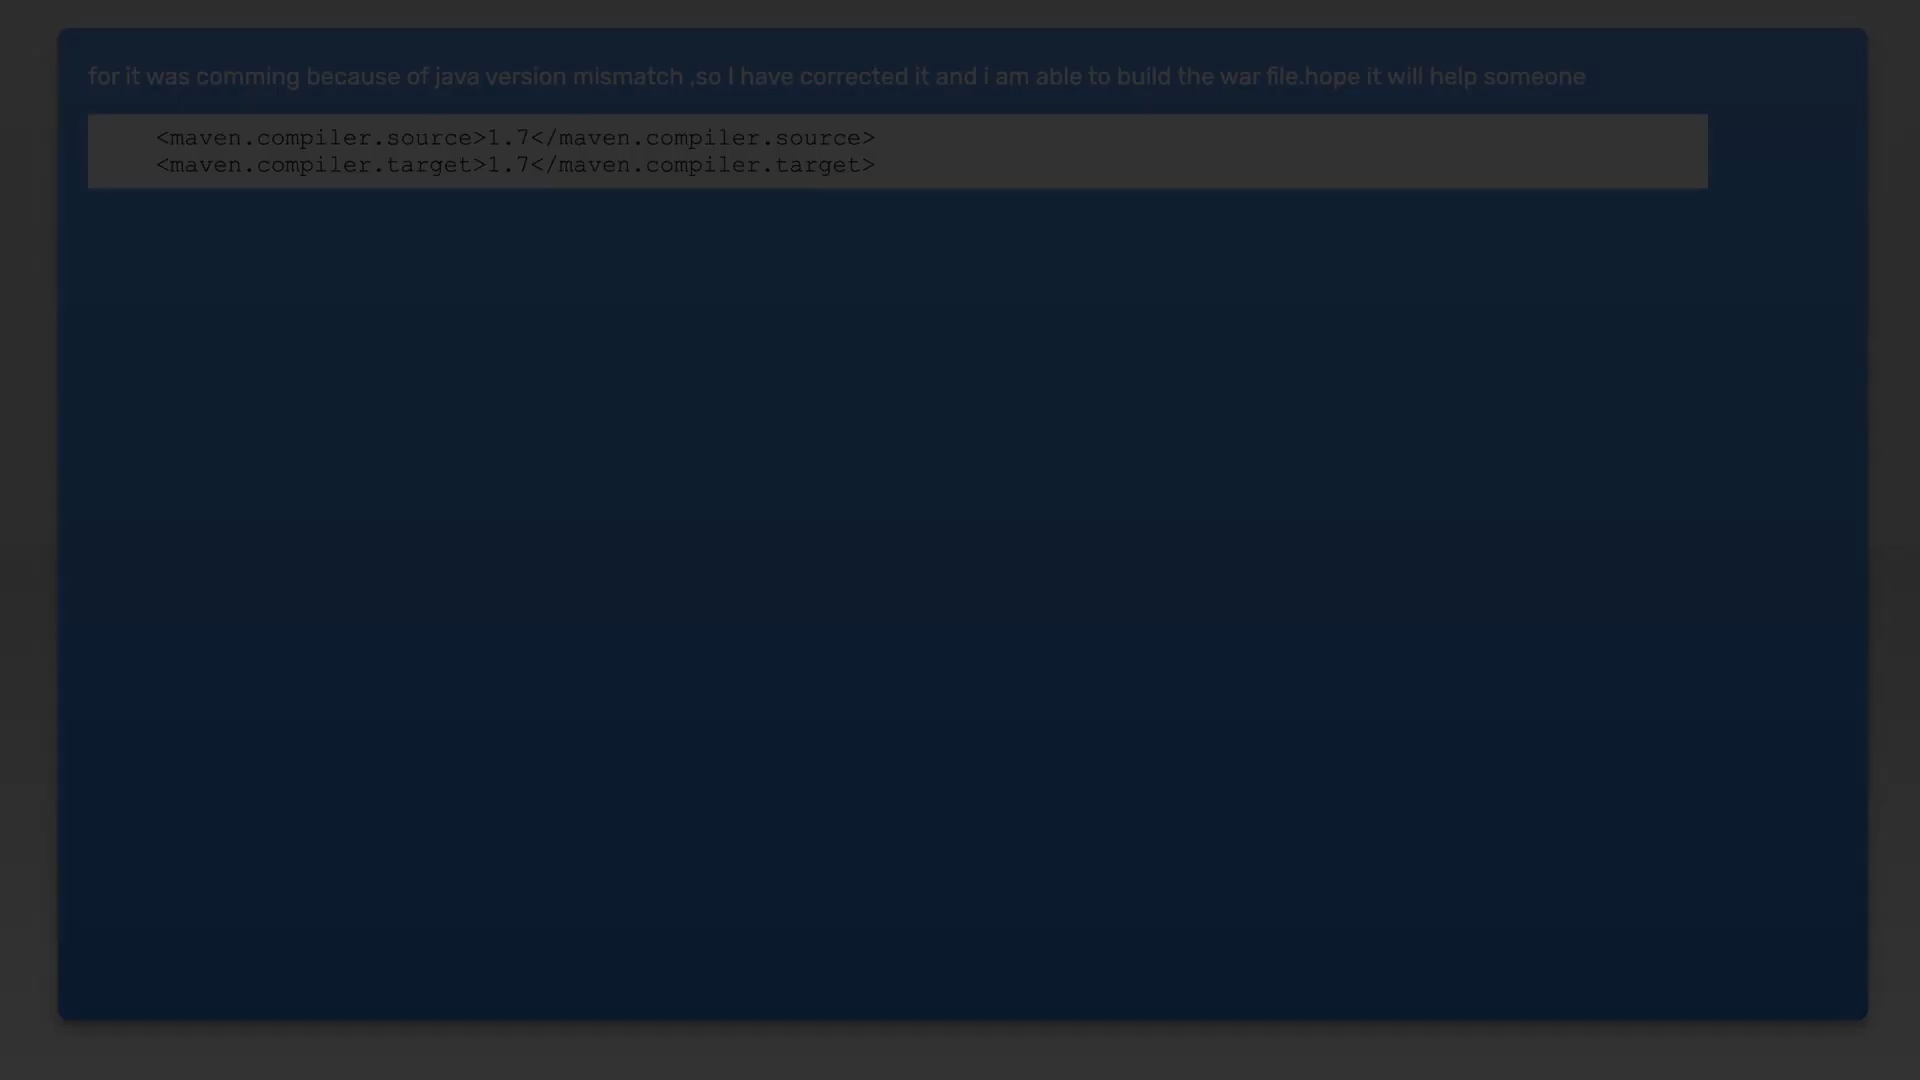 for it was comming because of java version mismatch ,so I have corrected it and i am able to build the war file.hope it will help someone
<maven.compiler.source>1.7</maven.compiler.source>
<maven.compiler.target>1.7</maven.compiler.target>